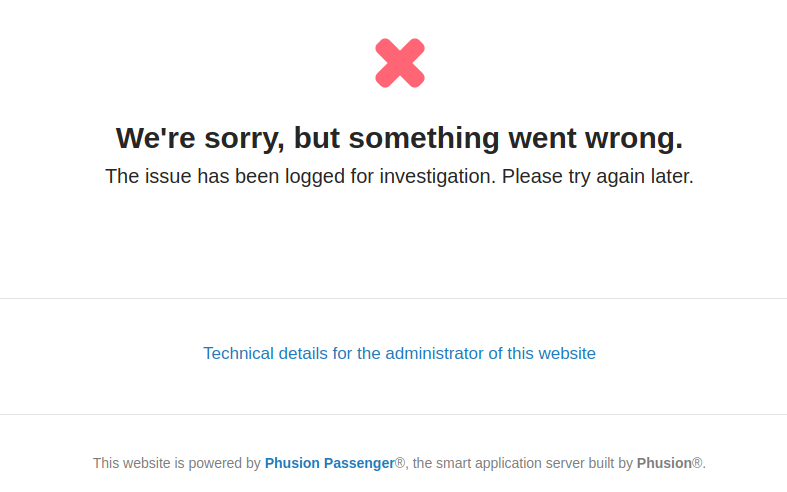 We're sorry, but something went wrong.
The issue has been logged for investigation. Please try again later.
Technical details for the administrator of this website
This website is powered by Phusion Passenger®, the smart application server built by Phusion®.